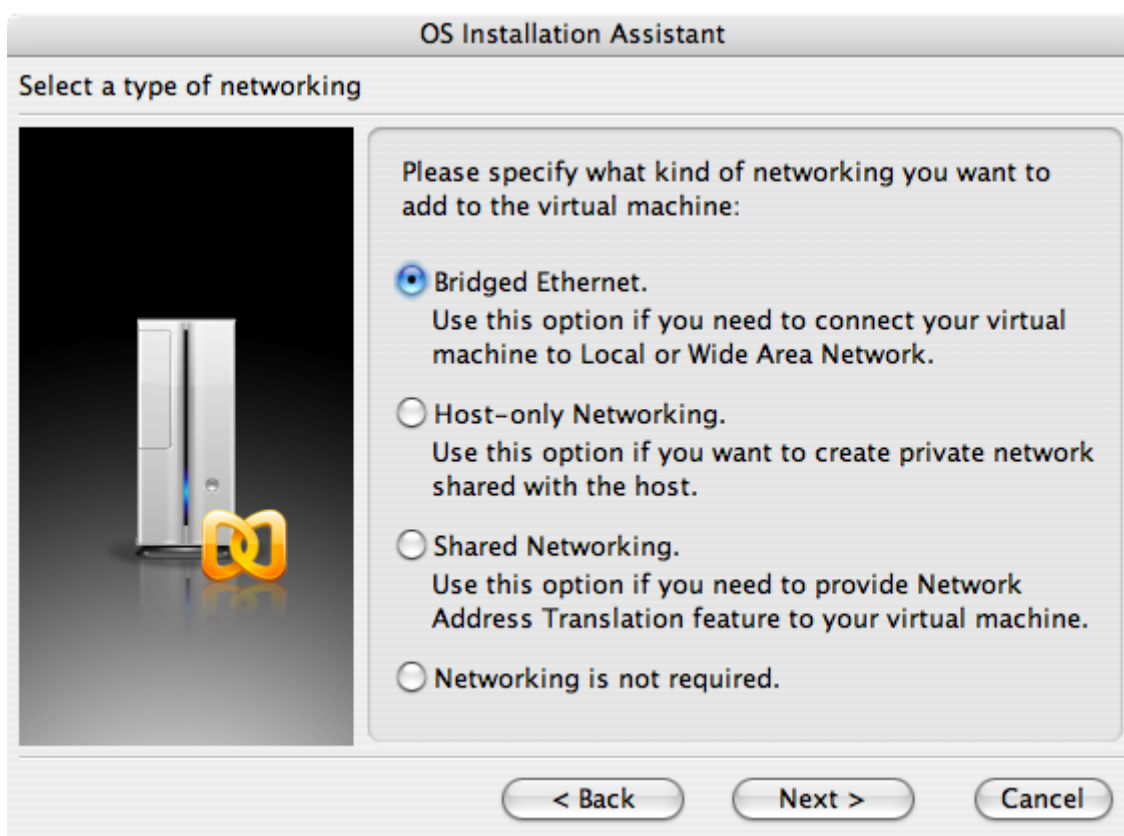 OS Installation Assistant
Select a type of networking
Please specify what kind of networking you want to
add to the virtual machine:
Bridged Ethernet.
Use this option if you need to connect your virtual
machine to Local or Wide Area Network.
Host-only Networking.
Use this option if you want to create private network
shared with the host.
Shared Networking.
Use this option if you need to provide Network
Address Translation feature to your virtual machine.
Networking is not required.
< Back
Next >
Cancel